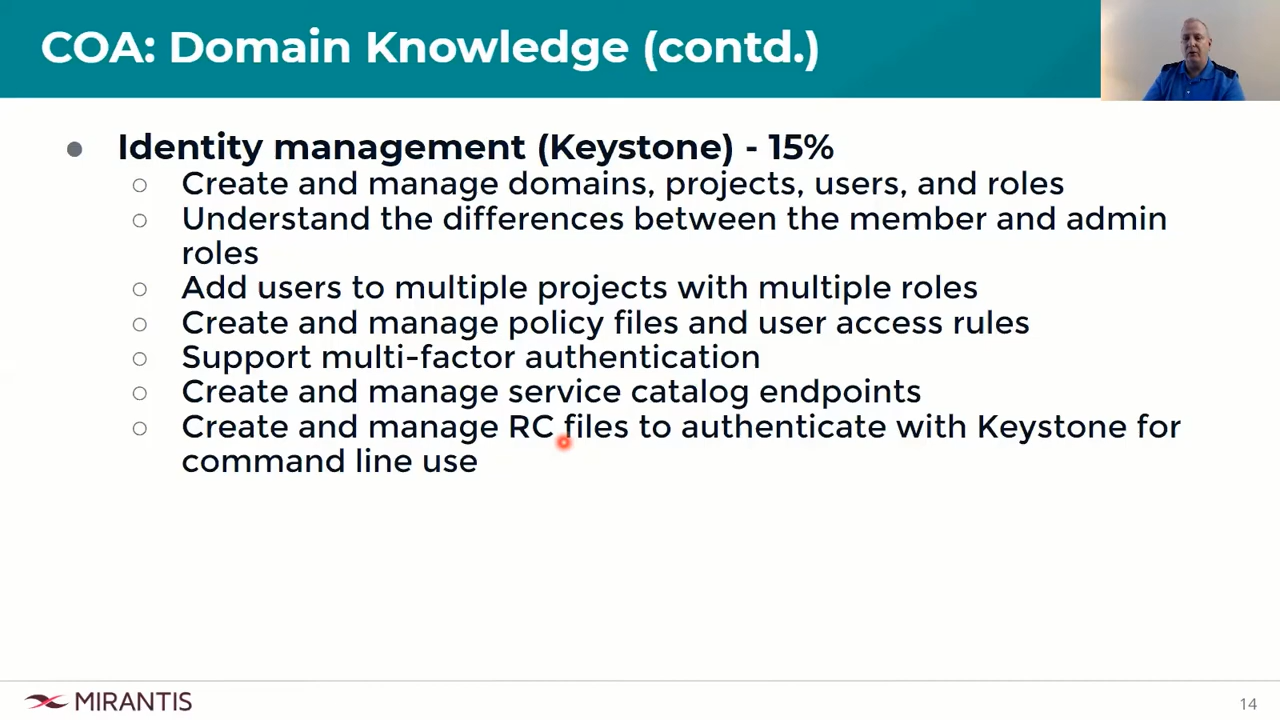 COA: Domain Knowledge (contd.)
● Identity management (Keystone) - 15%
○ Create and manage domains, projects, users, and roles
○ Understand the differences between the member and admin
roles
○ Add users to multiple projects with multiple roles
○ Create and manage policy files and user access rules
○ Support multi-factor authentication
○ Create and manage service catalog endpoints
○ Create and manage RC files to authenticate with Keystone for
command line use
MIRANTIS
14